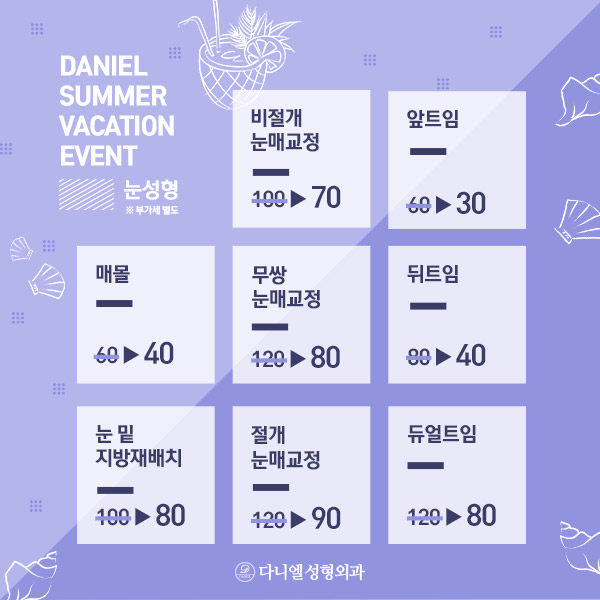 DANIEL
SUMMER
VACATION
EVENT
눈성형
※ 부가세 별도
비절개
눈매교정
100 ▶ 70
앞트임
60 ▶ 30
매몰
60 ▶ 40
무쌍
눈매교정
120 ▶ 80
뒤트임
80 ▶ 40
눈 밑
지방재배치
100 ▶ 80
절개
눈매교정
120 ▶ 90
듀얼트임
120 ▶ 80
다니엘성형외과